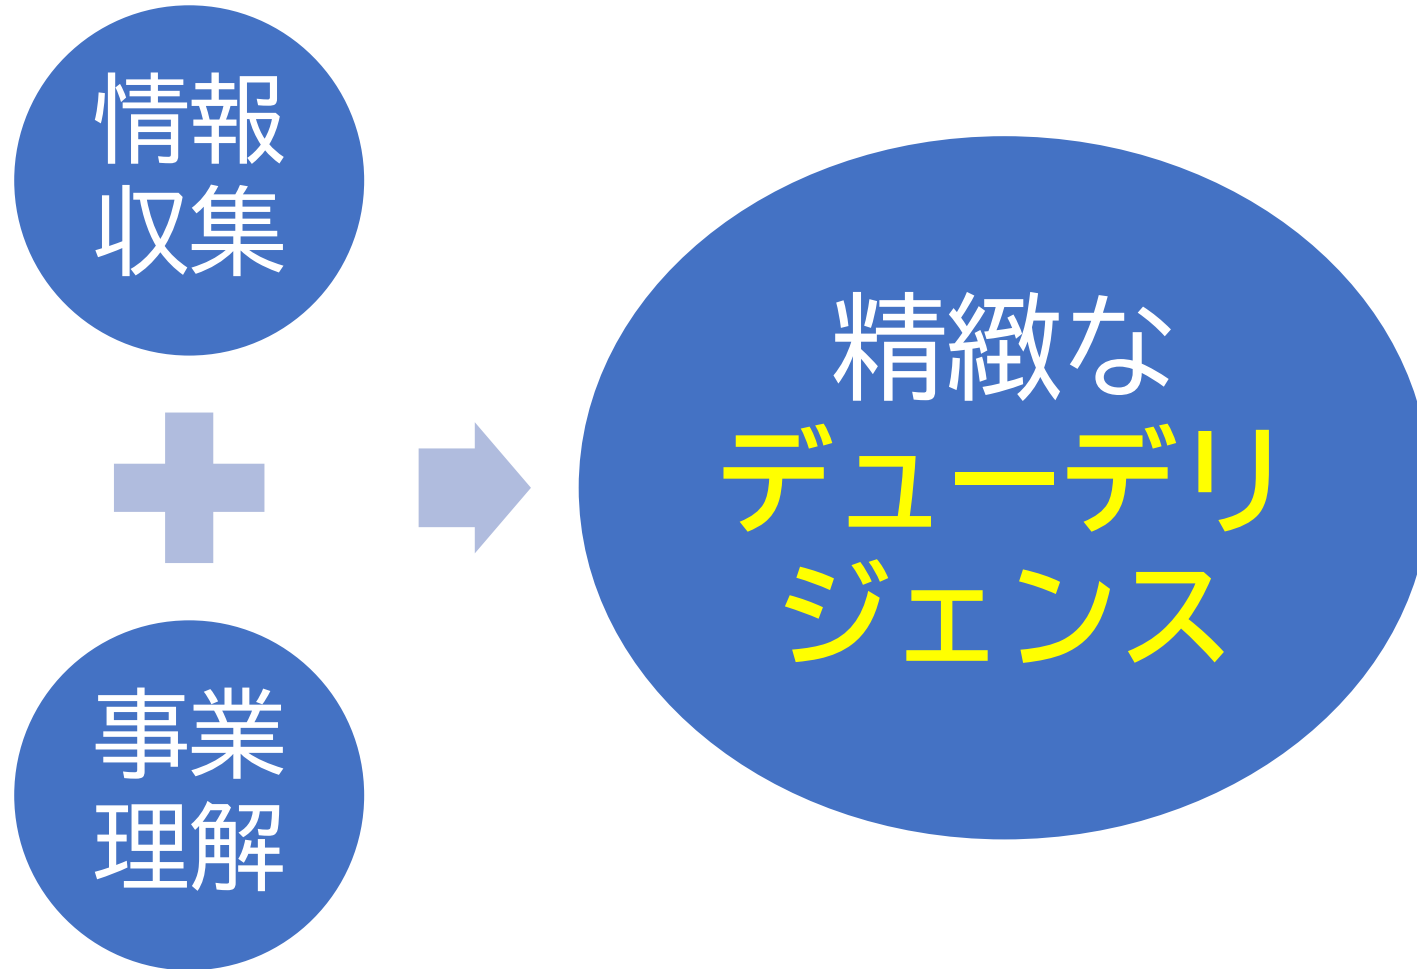 情報
収集
事業
理解
精緻な
デューデリ
ジェンス